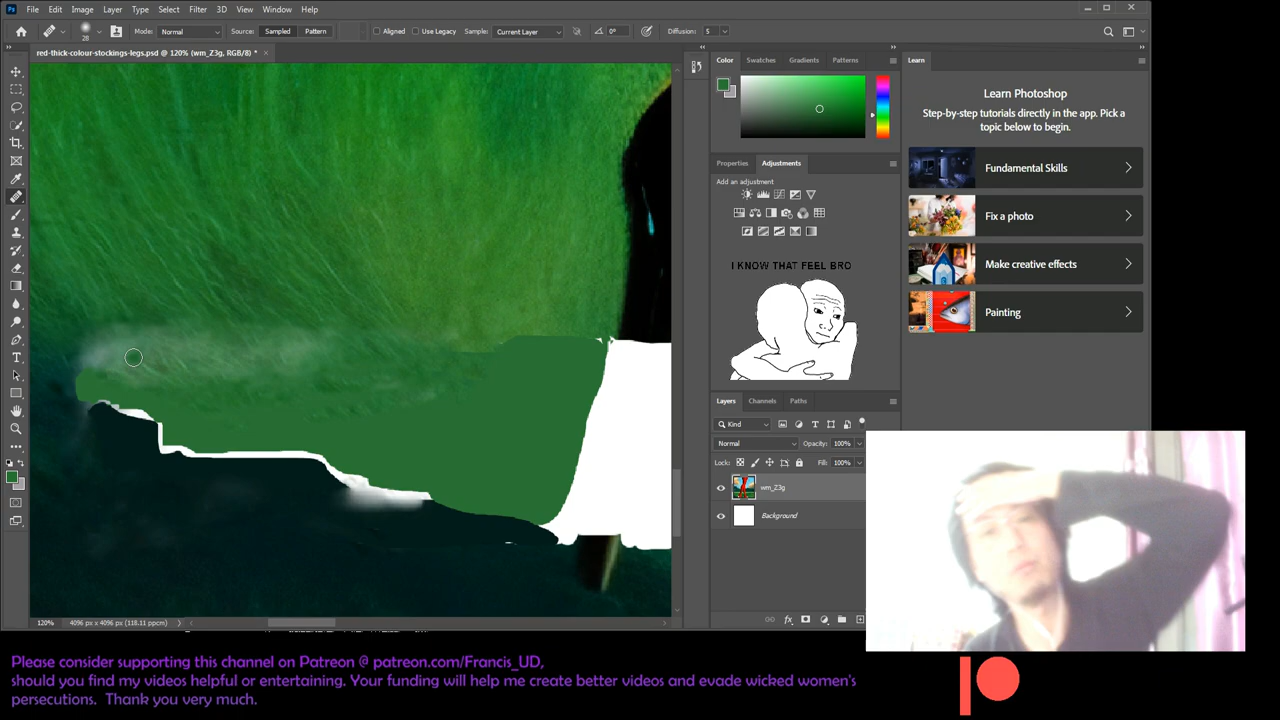 File Edit Image Layer Type Select Filter 3D View Window Help
28 Mode: Normal Source: Sampled Pattern Aligned Use Legacy Sample: Current Layer 0° Diffusion: 5
red-thick-colour-stockings-legs.psd @ 120% (wm_Z3g, RGB/8) * ×
Color Swatches Gradients Patterns
Learn
Learn Photoshop
Step-by-step tutorials directly in the app. Pick a
topic below to begin.
Fundamental Skills
Fix a photo
Make creative effects
Painting
Properties Adjustments
Add an adjustment
I KNOW THAT FEEL BRO
Layers Channels Paths
Kind
Normal Opacity: 100%
Lock: Fill: 100%
wm_Z3g
Background
fx
120% 4096 px x 4096 px (118.11 ppcm)
Please consider supporting this channel on Patreon @ patreon.com/Francis_UD,
should you find my videos helpful or entertaining. Your funding will help me create better videos and evade wicked women's
persecutions. Thank you very much.